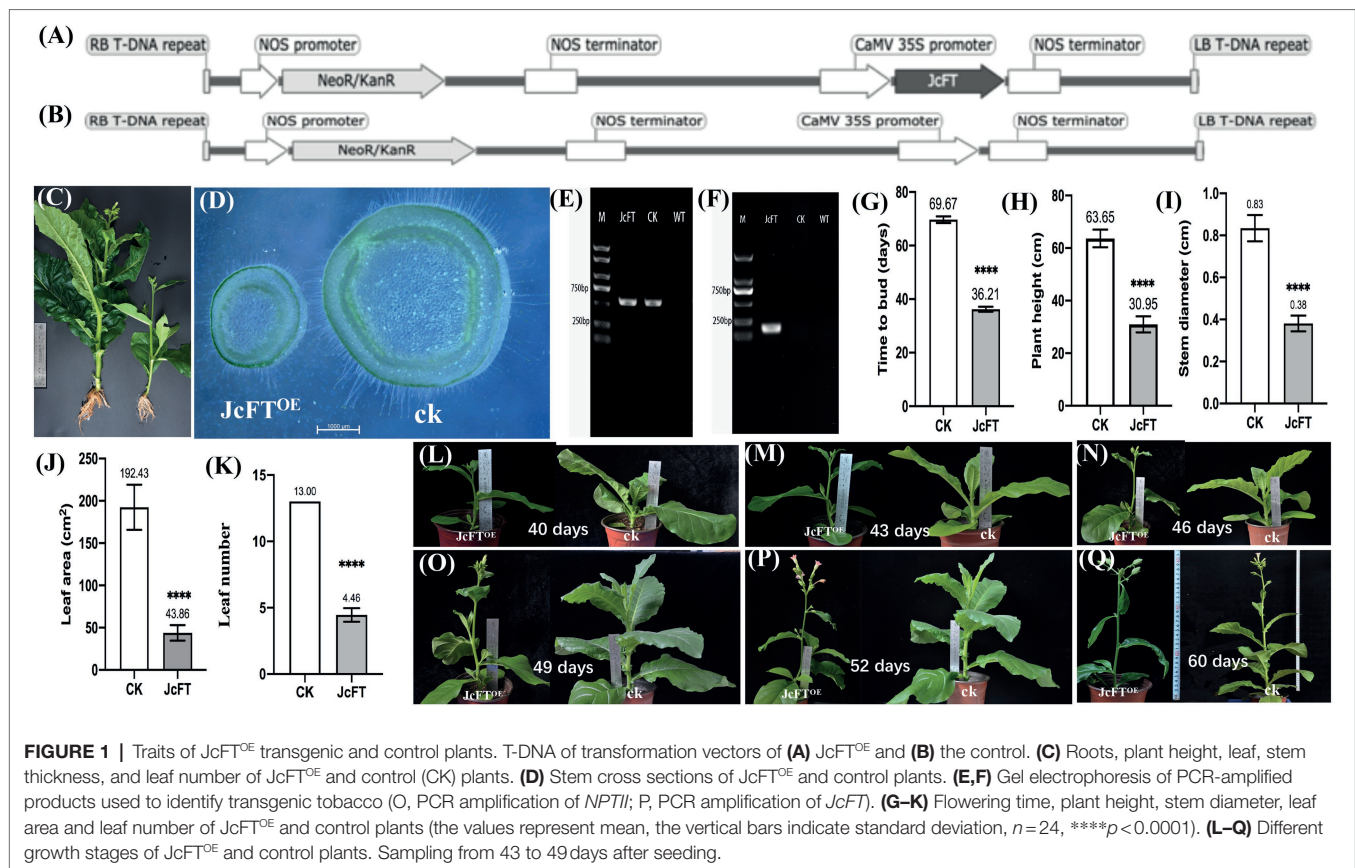 (A)
RB T-DNA repeat
NOS promoter
NOS terminator
CaMV 35S promoter
NOS terminator
LB T-DNA repeat
NeoR/KanR
JcFT
(B)
RB T-DNA repeat
NOS promoter
NOS terminator
CaMV 35S promoter
NOS terminator
LB T-DNA repeat
NeoR/KanR
(C)
(D)
JcFTOE
ck
1000 µm
(E)
M JcFT CK WT
750bp
250bp
(F)
M JcFT CK WT
750bp
250bp
(G)
Time to bud (days)
80
60
40
20
0
69.67
****
36.21
CK JcFT
(H)
Plant height (cm)
80
60
40
20
0
63.65
****
30.95
CK JcFT
(I)
Stem diameter (cm)
1.0
0.8
0.6
0.4
0.2
0.0
0.83
****
0.38
CK JcFT
(J)
Leaf area (cm²)
250
200
150
100
50
0
192.43
****
43.86
CK JcFT
(K)
Leaf number
15
10
5
0
13.00
****
4.46
CK JcFT
(L)
JcFTOE
40 days
ck
(M)
JcFTOE
43 days
ck
(N)
JcFTOE
46 days
ck
(O)
JcFTOE
49 days
ck
(P)
JcFTOE
52 days
ck
(Q)
JcFTOE
60 days
ck
FIGURE 1 | Traits of JcFTOE transgenic and control plants. T-DNA of transformation vectors of (A) JcFTOE and (B) the control. (C) Roots, plant height, leaf, stem
thickness, and leaf number of JcFTOE and control (CK) plants. (D) Stem cross sections of JcFTOE and control plants. (E,F) Gel electrophoresis of PCR-amplified
products used to identify transgenic tobacco (O, PCR amplification of NPTII; P, PCR amplification of JcFT). (G–K) Flowering time, plant height, stem diameter, leaf
area and leaf number of JcFTOE and control plants (the values represent mean, the vertical bars indicate standard deviation, n=24, ****p<0.0001). (L–Q) Different
growth stages of JcFTOE and control plants. Sampling from 43 to 49 days after seeding.